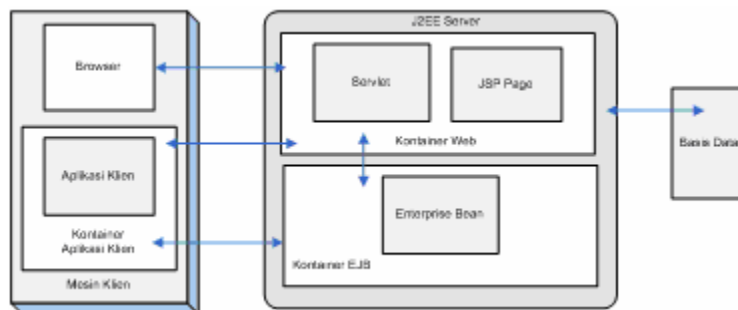 J2EE Server
Browser
Servlet
JSP Page
Kontainer Web
Basis Data
Aplikasi Klien
Kontainer
Aplikasi Klien
Enterprise Bean
Kontainer EJB
Mesin Klien